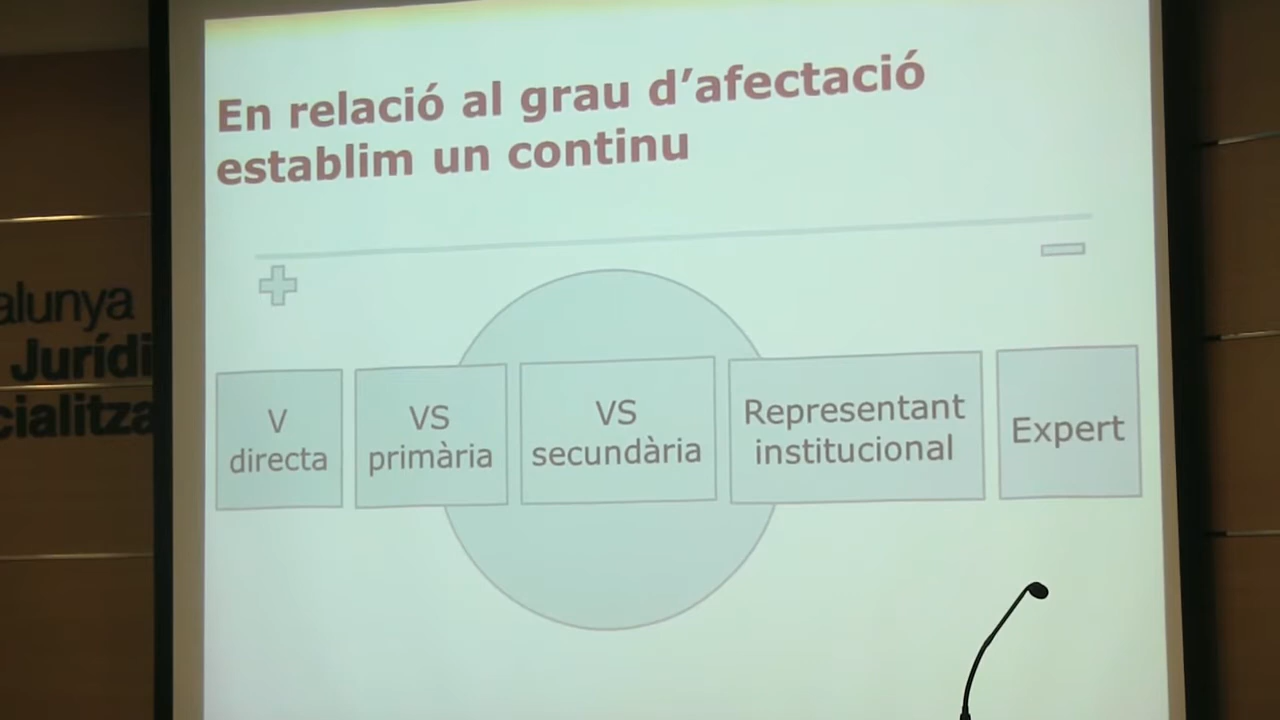 En relació al grau d'afectació
establim un continu
V
directa
VS
primària
VS
secundària
Representant
institucional
Expert
alunya
Jurídi
cialitza